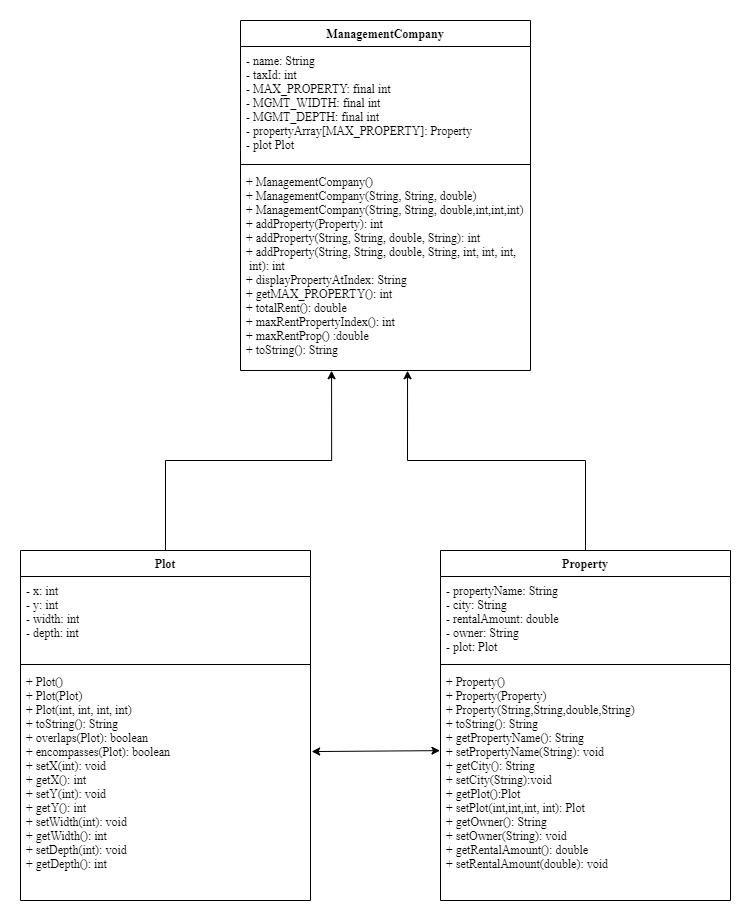 ManagementCompany
- name: String
- taxId: int
- MAX_PROPERTY: final int
- MGMT_WIDTH: final int
- MGMT_DEPTH: final int
- propertyArray[MAX_PROPERTY]: Property
- plot Plot
+ ManagementCompany()
+ ManagementCompany(String, String, double)
+ ManagementCompany(String, String, double,int,int,int)
+ addProperty(Property): int
+ addProperty(String, String, double, String): int
+ addProperty(String, String, double, String, int, int, int,
int): int
+ displayPropertyAtIndex: String
+ getMAX_PROPERTY(): int
+ totalRent(): double
+ maxRentPropertyIndex(): int
+ maxRentProp() :double
+ toString(): String
Plot
- x: int
- y: int
- width: int
- depth: int
+ Plot()
+ Plot(Plot)
+ Plot(int, int, int, int)
+ toString(): String
+ overlaps(Plot): boolean
+ encompasses(Plot): boolean
+ setX(int): void
+ getX(): int
+ setY(int): void
+ getY(): int
+ setWidth(int): void
+ getWidth(): int
+ setDepth(int): void
+ getDepth(): int
Property
- propertyName: String
- city: String
- rentalAmount: double
- owner: String
- plot: Plot
+ Property()
+ Property(Property)
+ Property(String,String,double,String)
+ toString(): String
+ getPropertyName(): String
+ setPropertyName(String): void
+ getCity(): String
+ setCity(String):void
+ getPlot():Plot
+ setPlot(int,int,int, int): Plot
+ getOwner(): String
+ setOwner(String): void
+ getRentalAmount(): double
+ setRentalAmount(double): void